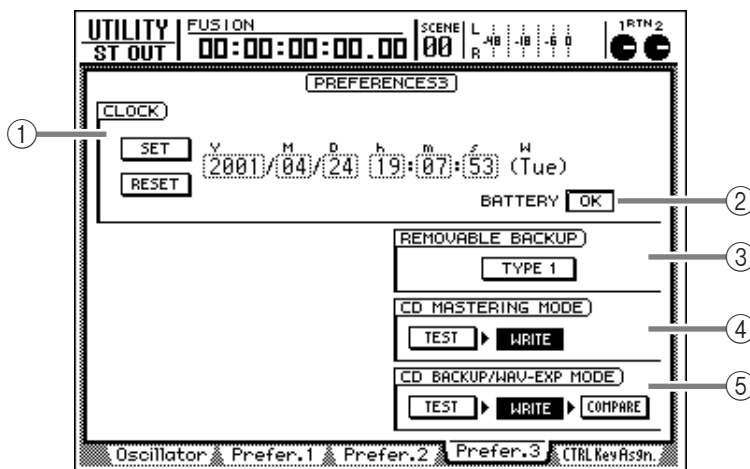 UTILITY FUSION SCENE L -48 -18 -6 0 1 RTN 2
ST OUT 00:00:00:00.00 00 R
PREFERENCES3
CLOCK
① SET Y M D h m s W
2001/04/24 19:07:53 (Tue)
RESET
BATTERY OK ②
REMOVABLE BACKUP
TYPE 1 ③
CD MASTERING MODE
TEST WRITE ④
CD BACKUP/WAV-EXP MODE
TEST WRITE COMPARE ⑤
Oscillator Prefer.1 Prefer.2 Prefer.3 CTRL KeyAsgn.